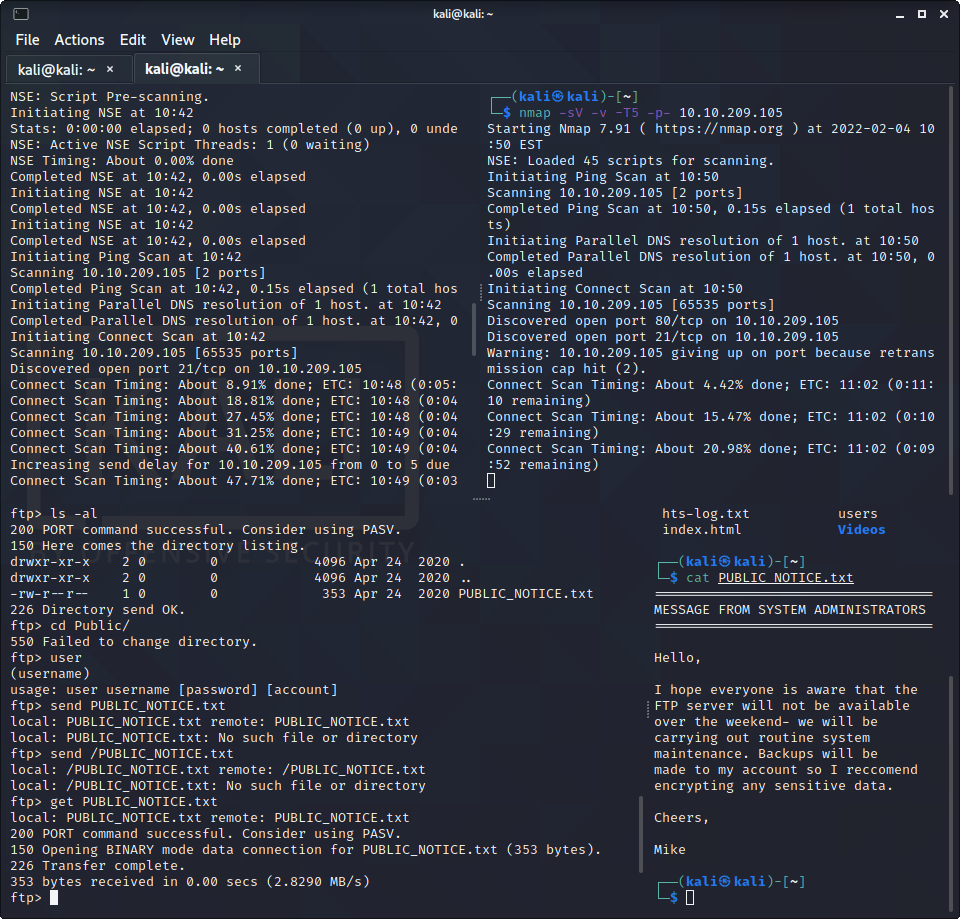 kali@kali: ~
File Actions Edit View Help
kali@kali: ~ × kali@kali: ~ ×
NSE: Script Pre-scanning.
Initiating NSE at 10:42
Stats: 0:00:00 elapsed; 0 hosts completed (0 up), 0 unde
NSE: Active NSE Script Threads: 1 (0 waiting)
NSE Timing: About 0.00% done
Completed NSE at 10:42, 0.00s elapsed
Initiating NSE at 10:42
Completed NSE at 10:42, 0.00s elapsed
Initiating NSE at 10:42
Completed NSE at 10:42, 0.00s elapsed
Initiating Ping Scan at 10:42
Scanning 10.10.209.105 [2 ports]
Completed Ping Scan at 10:42, 0.15s elapsed (1 total hos
Initiating Parallel DNS resolution of 1 host. at 10:42
Completed Parallel DNS resolution of 1 host. at 10:42, 0
Initiating Connect Scan at 10:42
Scanning 10.10.209.105 [65535 ports]
Discovered open port 21/tcp on 10.10.209.105
Connect Scan Timing: About 8.91% done; ETC: 10:48 (0:05:
Connect Scan Timing: About 18.81% done; ETC: 10:48 (0:04
Connect Scan Timing: About 27.45% done; ETC: 10:48 (0:04
Connect Scan Timing: About 31.25% done; ETC: 10:49 (0:04
Connect Scan Timing: About 40.61% done; ETC: 10:49 (0:04
Increasing send delay for 10.10.209.105 from 0 to 5 due
Connect Scan Timing: About 47.71% done; ETC: 10:49 (0:03
┌──(kali㉿kali)-[~]
└─$ nmap -sV -v -T5 -p- 10.10.209.105
Starting Nmap 7.91 ( https://nmap.org ) at 2022-02-04 10
:50 EST
NSE: Loaded 45 scripts for scanning.
Initiating Ping Scan at 10:50
Scanning 10.10.209.105 [2 ports]
Completed Ping Scan at 10:50, 0.15s elapsed (1 total hos
ts)
Initiating Parallel DNS resolution of 1 host. at 10:50
Completed Parallel DNS resolution of 1 host. at 10:50, 0
.00s elapsed
Initiating Connect Scan at 10:50
Scanning 10.10.209.105 [65535 ports]
Discovered open port 80/tcp on 10.10.209.105
Discovered open port 21/tcp on 10.10.209.105
Warning: 10.10.209.105 giving up on port because retrans
mission cap hit (2).
Connect Scan Timing: About 4.42% done; ETC: 11:02 (0:11:
10 remaining)
Connect Scan Timing: About 15.47% done; ETC: 11:02 (0:10
:29 remaining)
Connect Scan Timing: About 20.98% done; ETC: 11:02 (0:09
:52 remaining)
ftp> ls -al
200 PORT command successful. Consider using PASV.
150 Here comes the directory listing.
drwxr-xr-x    2 0        0            4096 Apr 24  2020 .
drwxr-xr-x    2 0        0            4096 Apr 24  2020 ..
-rw-r--r--    1 0        0             353 Apr 24  2020 PUBLIC_NOTICE.txt
226 Directory send OK.
ftp> cd Public/
550 Failed to change directory.
ftp> user
(username)
usage: user username [password] [account]
ftp> send PUBLIC_NOTICE.txt
local: PUBLIC_NOTICE.txt remote: PUBLIC_NOTICE.txt
local: PUBLIC_NOTICE.txt: No such file or directory
ftp> send /PUBLIC_NOTICE.txt
local: /PUBLIC_NOTICE.txt remote: /PUBLIC_NOTICE.txt
local: /PUBLIC_NOTICE.txt: No such file or directory
ftp> get PUBLIC_NOTICE.txt
local: PUBLIC_NOTICE.txt remote: PUBLIC_NOTICE.txt
200 PORT command successful. Consider using PASV.
150 Opening BINARY mode data connection for PUBLIC_NOTICE.txt (353 bytes).
226 Transfer complete.
353 bytes received in 0.00 secs (2.8290 MB/s)
ftp>
hts-log.txt users
index.html Videos
┌──(kali㉿kali)-[~]
└─$ cat PUBLIC_NOTICE.txt
===================================
MESSAGE FROM SYSTEM ADMINISTRATORS
===================================
Hello,
I hope everyone is aware that the
FTP server will not be available
over the weekend- we will be
carrying out routine system
maintenance. Backups will be
made to my account so I reccomend
encrypting any sensitive data.
Cheers,
Mike
┌──(kali㉿kali)-[~]
└─$